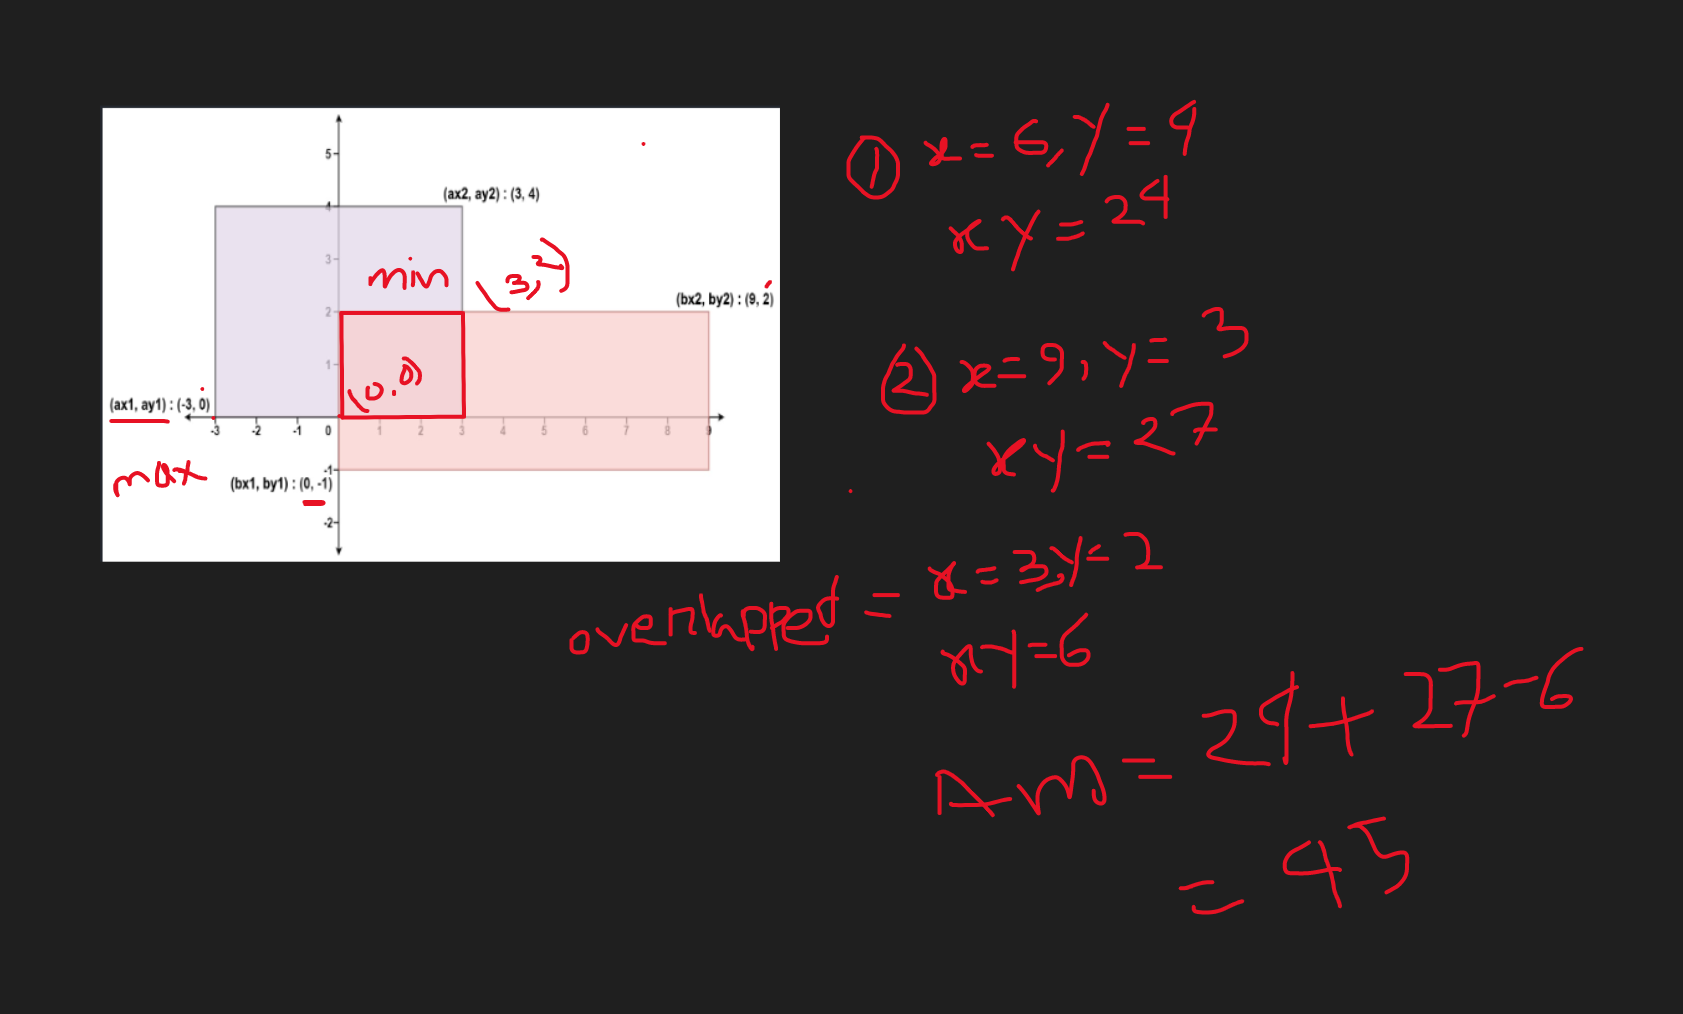 5
(ax2, ay2) : (3, 4)
4
3
min
(3, 2)
(bx2, by2) : (9, 2)
2
1
(0, 0)
(ax1, ay1) : (-3, 0)
-3 -2 -1 0 1 2 3 4 5 6 7 8 9
max
-1
(bx1, by1) : (0, -1)
-2
① x = 6, y = 4
xy = 24
② x = 9, y = 3
xy = 27
overlapped = x = 3, y = 2
xy = 6
Ans = 24 + 27 - 6
= 45